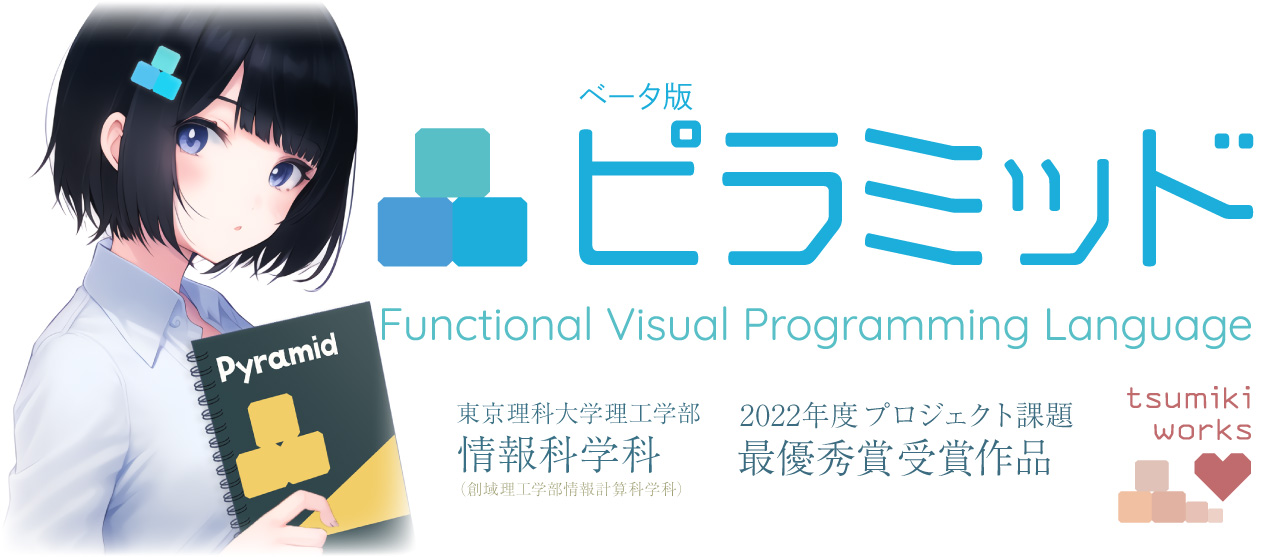 ベータ版
ピラミッド
Functional Visual Programming Language
Pyramid
東京理科大学理工学部
情報科学科
（創域理工学部情報計算科学科）
2022年度 プロジェクト課題
最優秀賞 受賞作品
tsumiki
works